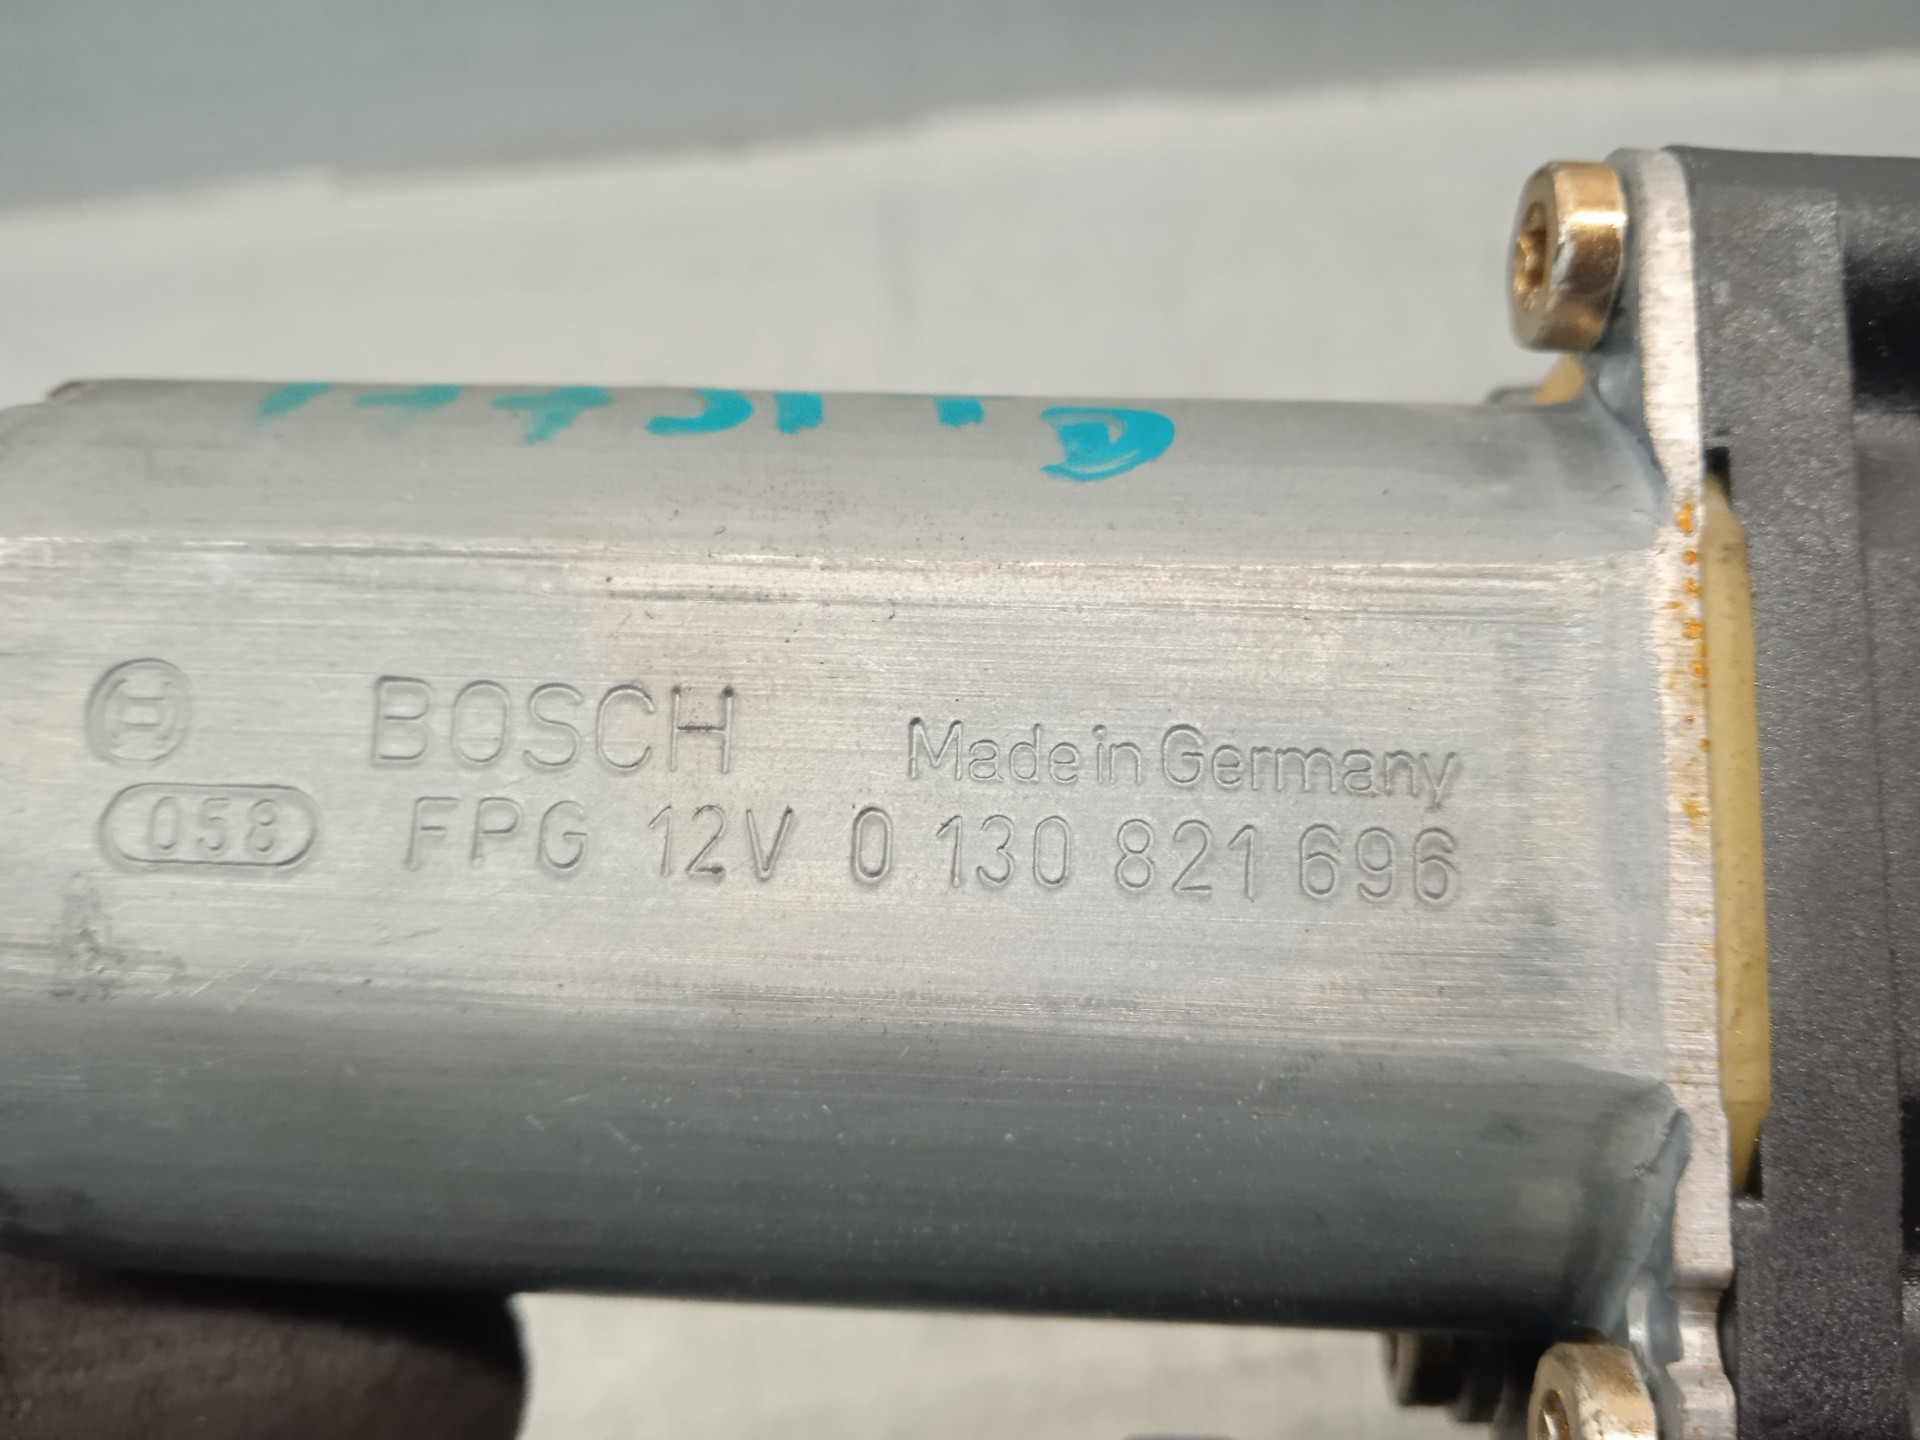 BOSCH Made in Germany
058 FPG 12V 0 130 821 696